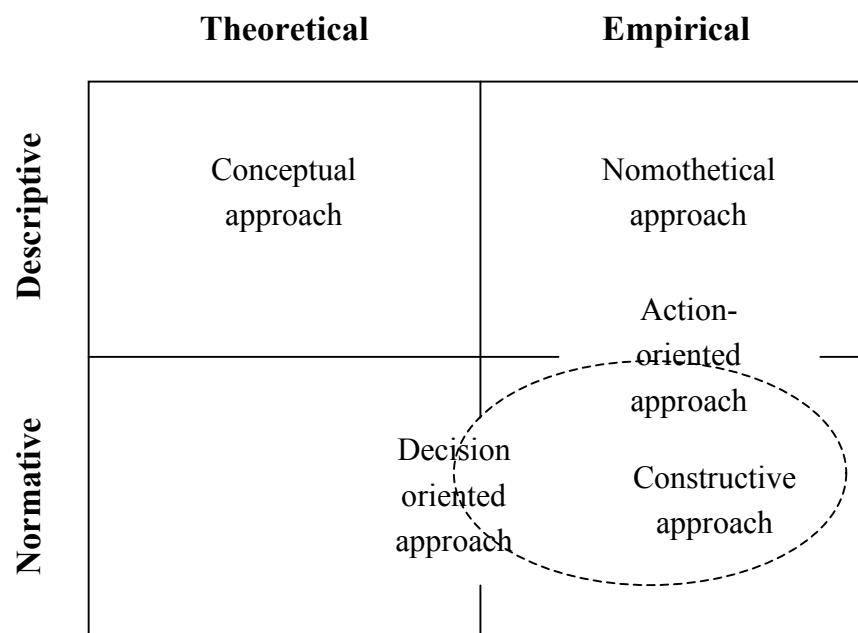 Theoretical
Empirical
Descriptive
Conceptual
approach
Nomothetical
approach
Action-
oriented
approach
Normative
Decision
oriented
approach
Constructive
approach